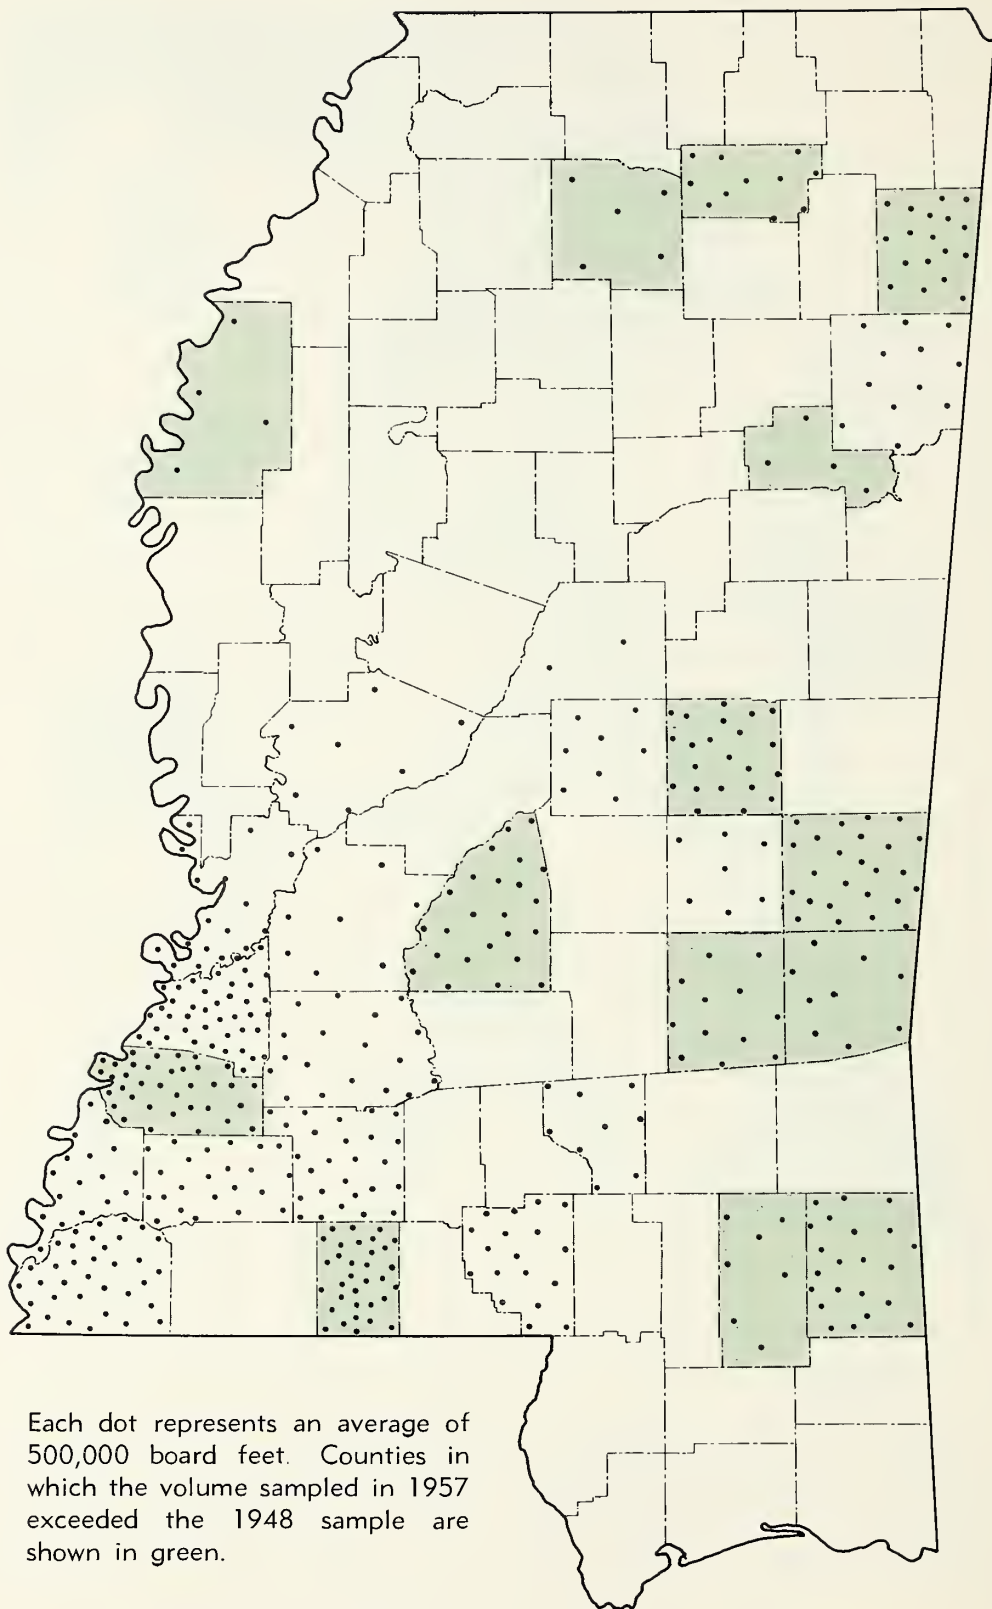 Each dot represents an average of
500,000 board feet. Counties in
which the volume sampled in 1957
exceeded the 1948 sample are
shown in green.